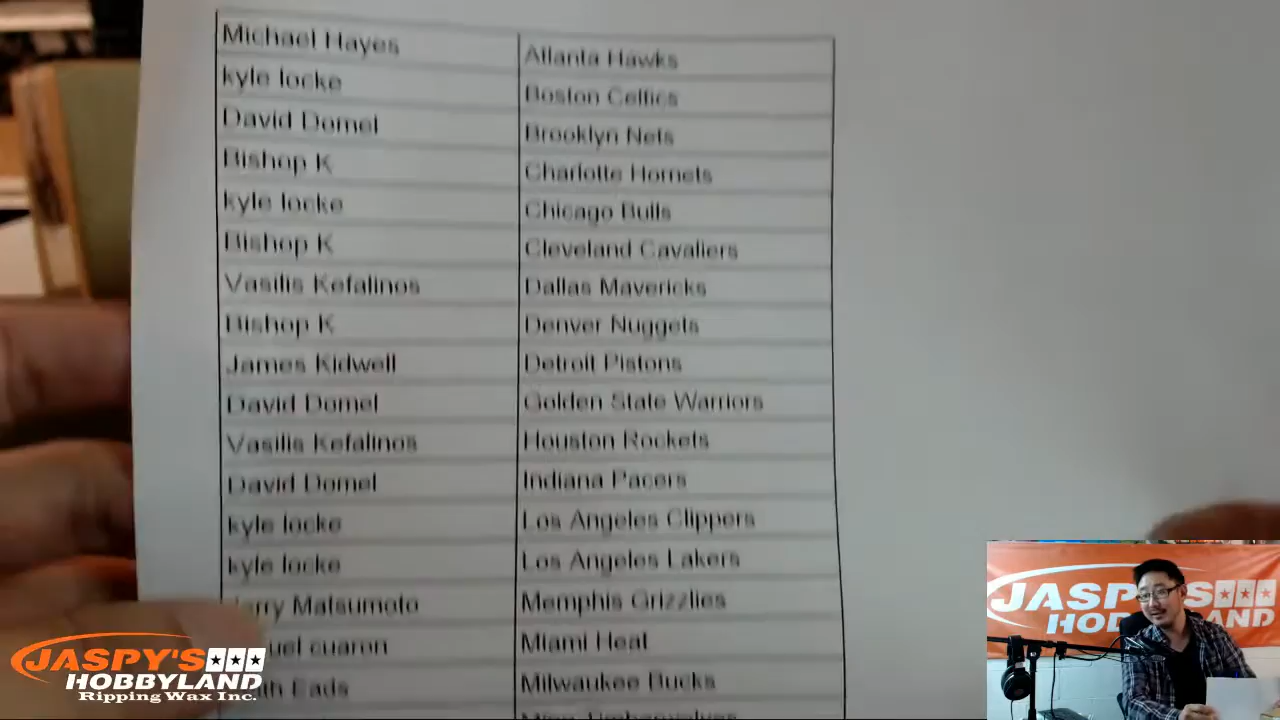 Michael Hayes Atlanta Hawks
kyle locke Boston Celtics
David Domel Brooklyn Nets
Bishop K Charlotte Hornets
kyle locke Chicago Bulls
Bishop K Cleveland Cavaliers
Vasilis Kefalinos Dallas Mavericks
Bishop K Denver Nuggets
James Kidwell Detroit Pistons
David Domel Golden State Warriors
Vasilis Kefalinos Houston Rockets
David Domel Indiana Pacers
kyle locke Los Angeles Clippers
kyle locke Los Angeles Lakers
Matsumoto Memphis Grizzlies
cuaron Miami Heat
Eads Milwaukee Bucks
JASPY'S
HOBBYLAND
Ripping Wax Inc.
JASPY'S
HOBBYLAND